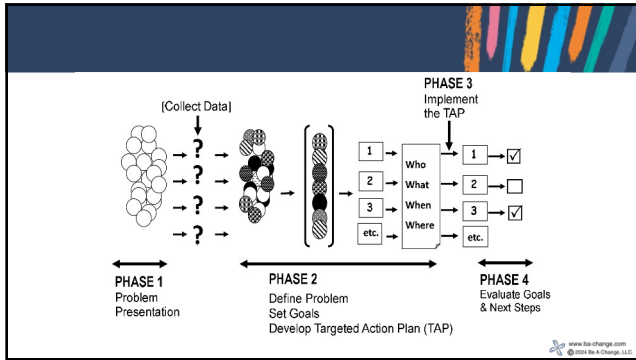 PHASE 3
Implement
the TAP
[Collect Data]
?
?
?
?
1
2
3
etc.
Who
What
When
Where
1
2
3
etc.
PHASE 1
Problem
Presentation
PHASE 2
Define Problem
Set Goals
Develop Targeted Action Plan (TAP)
PHASE 4
Evaluate Goals
& Next Steps
www.ba-change.com
©2024 Be A Change, LLC.